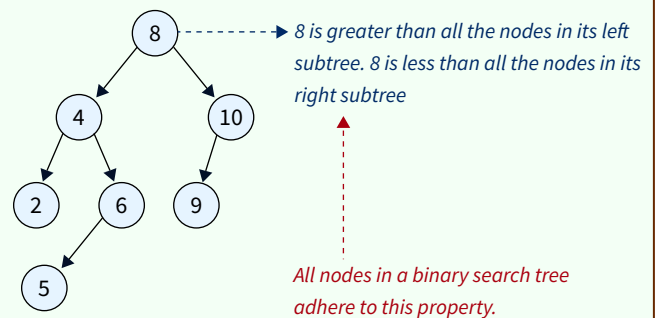 8
8 is greater than all the nodes in its left
subtree. 8 is less than all the nodes in its
right subtree
4
10
2
6
9
5
All nodes in a binary search tree
adhere to this property.